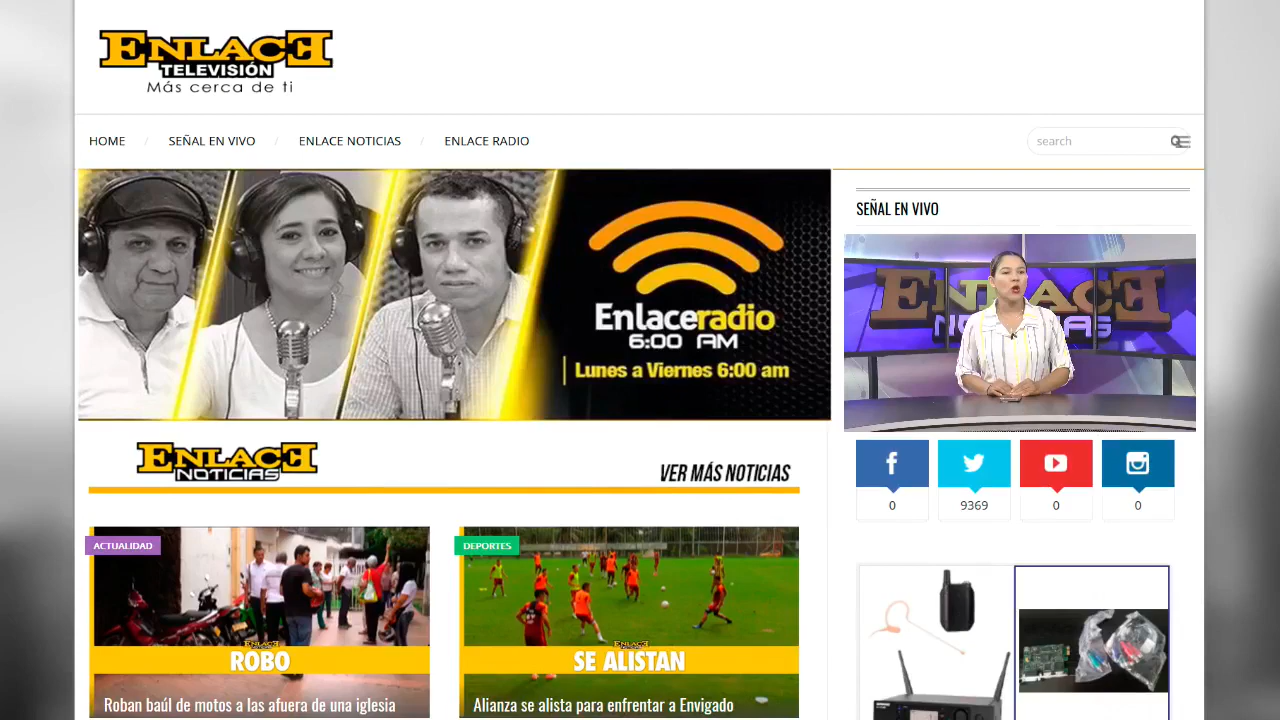 ENLACE
TELEVISIÓN
Más cerca de ti
HOME / SEÑAL EN VIVO / ENLACE NOTICIAS / ENLACE RADIO
search
SEÑAL EN VIVO
Enlaceradio
6:00 AM
Lunes a Viernes 6:00 am
ENLACE
NOTICIAS
ENLACE
NOTICIAS
VER MÁS NOTICIAS
0 9369 0 0
ACTUALIDAD
ENLACE
ROBO
Roban baúl de motos a las afuera de una iglesia
DEPORTES
ENLACE
SE ALISTAN
Alianza se alista para enfrentar a Envigado